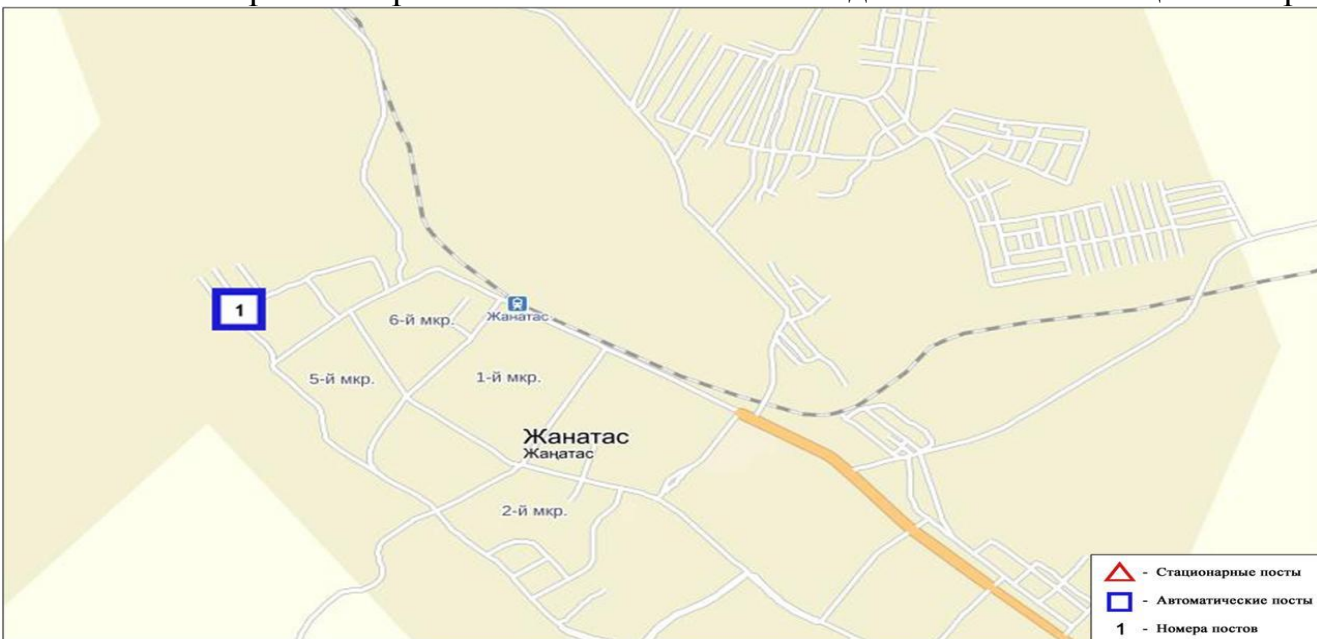 1
6-й мкр.
Жанатас
5-й мкр.
1-й мкр.
Жанатас
Жаңатас
2-й мкр.
- Стационарные посты
- Автоматические посты
1 - Номера постов